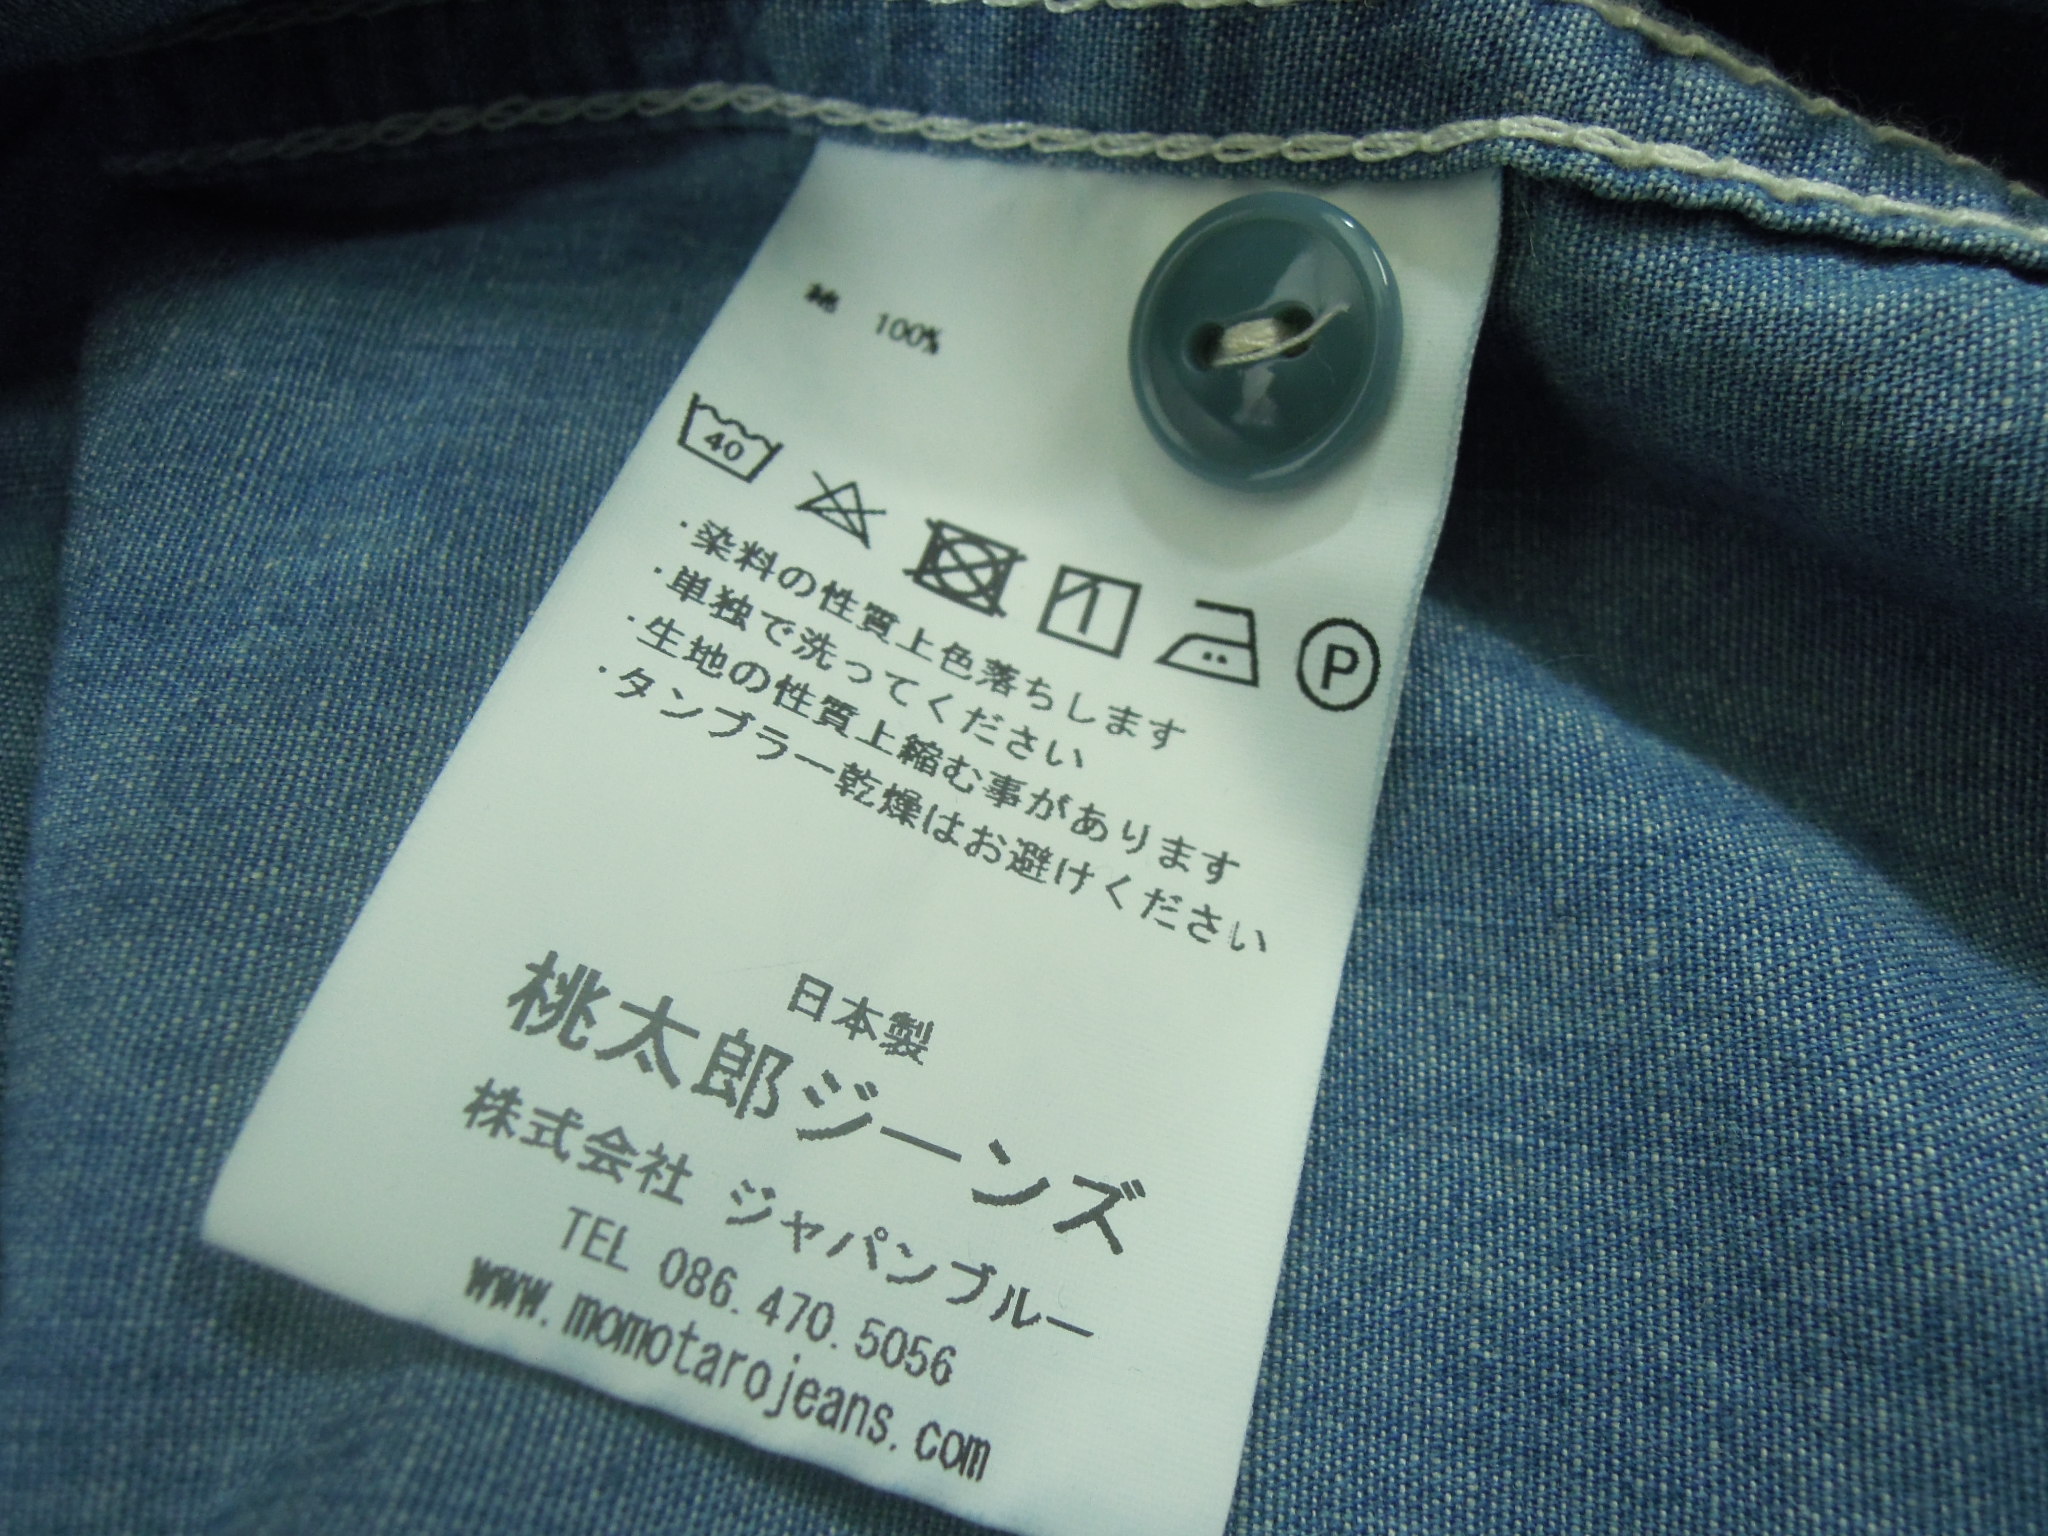 綿 100%
40
P
・染料の性質上色落ちします
・単独で洗ってください
・生地の性質上縮む事があります
・タンブラー乾燥はお避けください
日本製
桃太郎ジーンズ
株式会社 ジャパンブルー
TEL 086.470.5056
www.momotarojeans.com